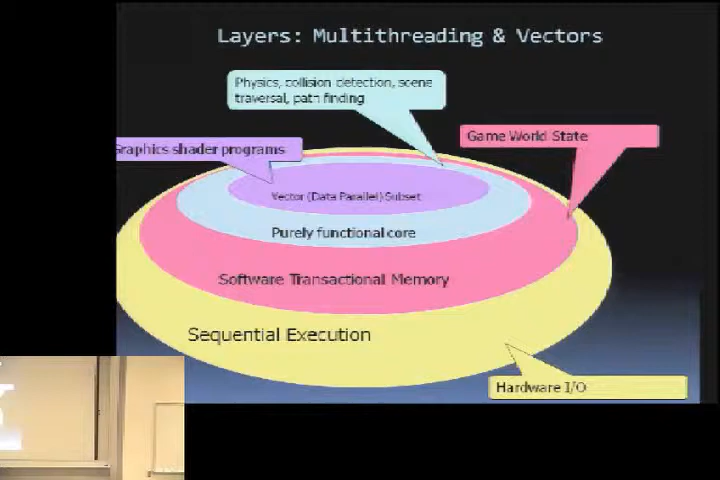 Layers: Multithreading & Vectors
Physics, collision detection, scene
traversal, path finding
Game World State
Graphics shader programs
Vector (Data Parallel) Subset
Purely functional core
Software Transactional Memory
Sequential Execution
Hardware I/O